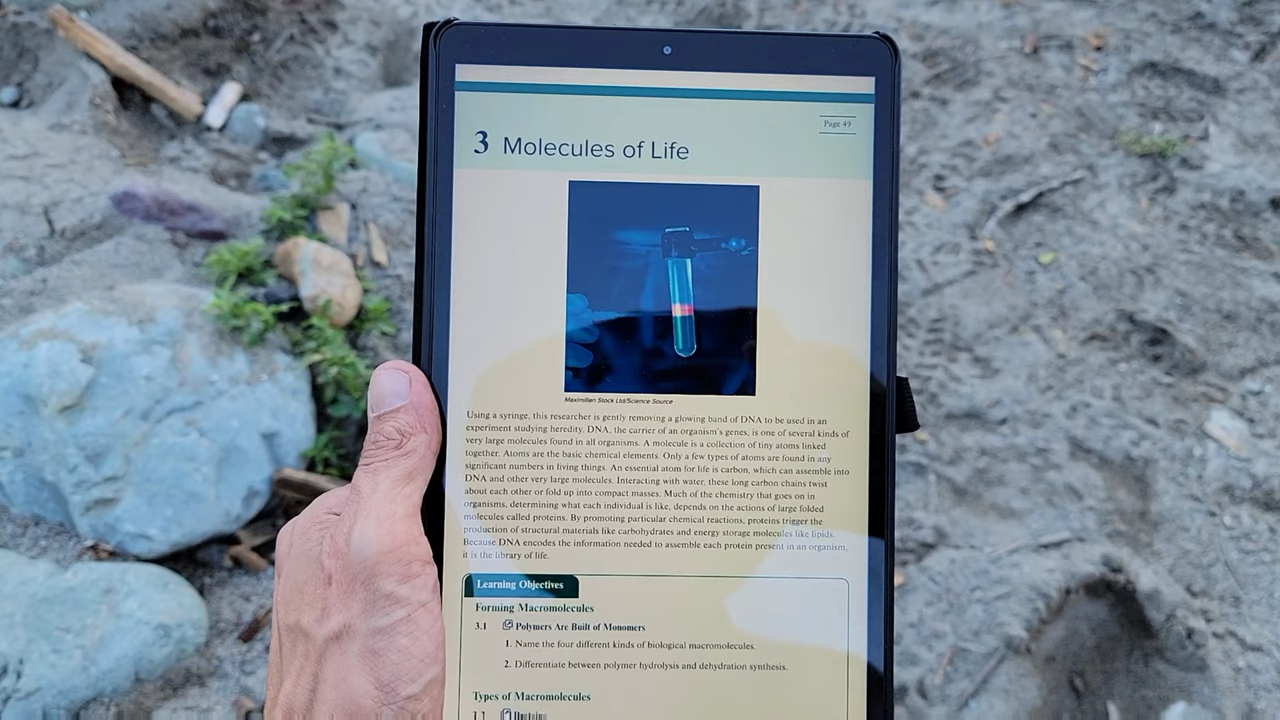 Page 49
3 Molecules of Life
Maximilian Stock Ltd/Science Source
Using a syringe, this researcher is gently removing a glowing band of DNA to be used in an
experiment studying heredity. DNA, the carrier of an organism's genes, is one of several kinds of
very large molecules found in all organisms. A molecule is a collection of tiny atoms linked
together. Atoms are the basic chemical elements. Only a few types of atoms are found in any
significant numbers in living things. An essential atom for life is carbon, which can assemble into
DNA and other very large molecules. Interacting with water, these long carbon chains twist
about each other or fold up into compact masses. Much of the chemistry that goes on in
organisms, determining what each individual is like, depends on the actions of large folded
molecules called proteins. By promoting particular chemical reactions, proteins trigger the
production of structural materials like carbohydrates and energy storage molecules like lipids.
Because DNA encodes the information needed to assemble each protein present in an organism,
it is the library of life.
Learning Objectives
Forming Macromolecules
3.1 Polymers Are Built of Monomers
1. Name the four different kinds of biological macromolecules.
2. Differentiate between polymer hydrolysis and dehydration synthesis.
Types of Macromolecules